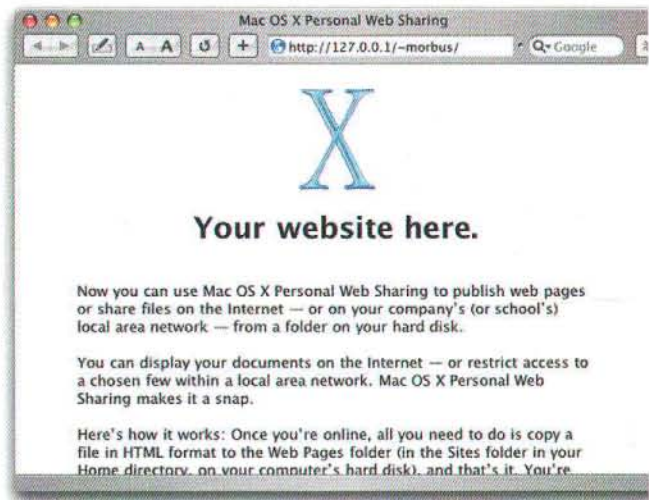 Mac OS X Personal Web Sharing
A A
http://127.0.0.1/~morbus/
Google
X
Your website here.
Now you can use Mac OS X Personal Web Sharing to publish web pages
or share files on the Internet — or on your company's (or school's)
local area network — from a folder on your hard disk.
You can display your documents on the Internet — or restrict access to
a chosen few within a local area network. Mac OS X Personal Web
Sharing makes it a snap.
Here's how it works: Once you're online, all you need to do is copy a
file in HTML format to the Web Pages folder (in the Sites folder in your
Home directory, on your computer's hard disk), and that's it. You're